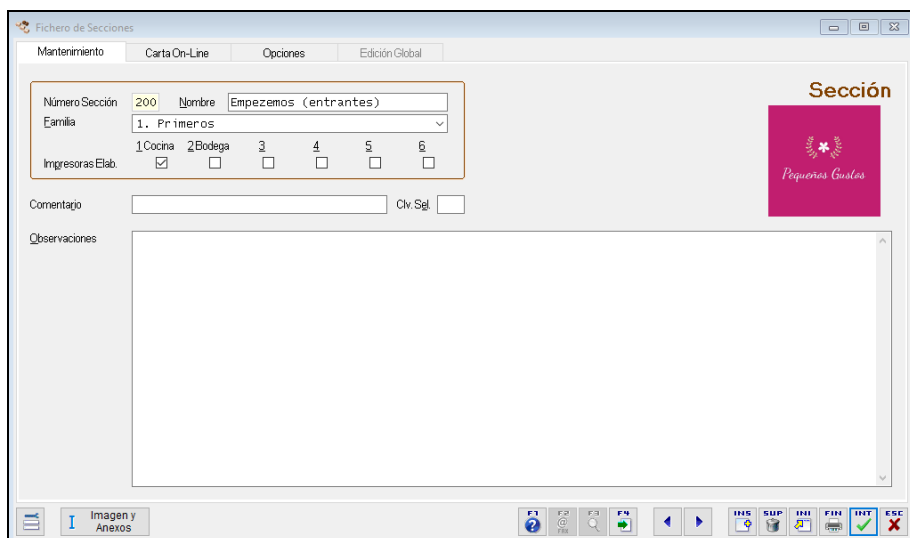 Fichero de Secciones
Mantenimiento Carta On-Line Opciones Edición Global
Sección
Número Sección 200 Nombre Empezemos (entrantes)
Familia 1. Primeros
1 Cocina 2 Bodega 3 4 5 6
Impresoras Elab.
Pequeños Gustos
Comentario Clv. Sel.
Observaciones
F1 F2 F3 F4 INS SUP INI FIN INT ESC
Imagen y
Anexos